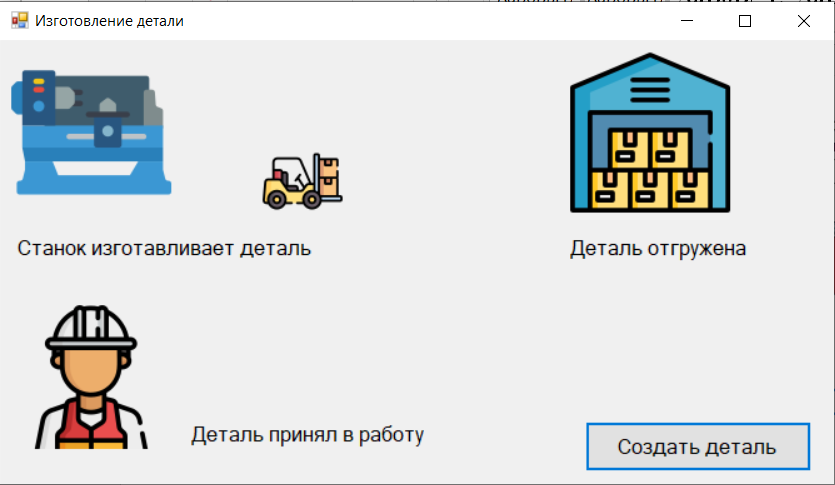 Изготовление детали
Станок изготавливает деталь
Деталь отгружена
Деталь принял в работу
Создать деталь